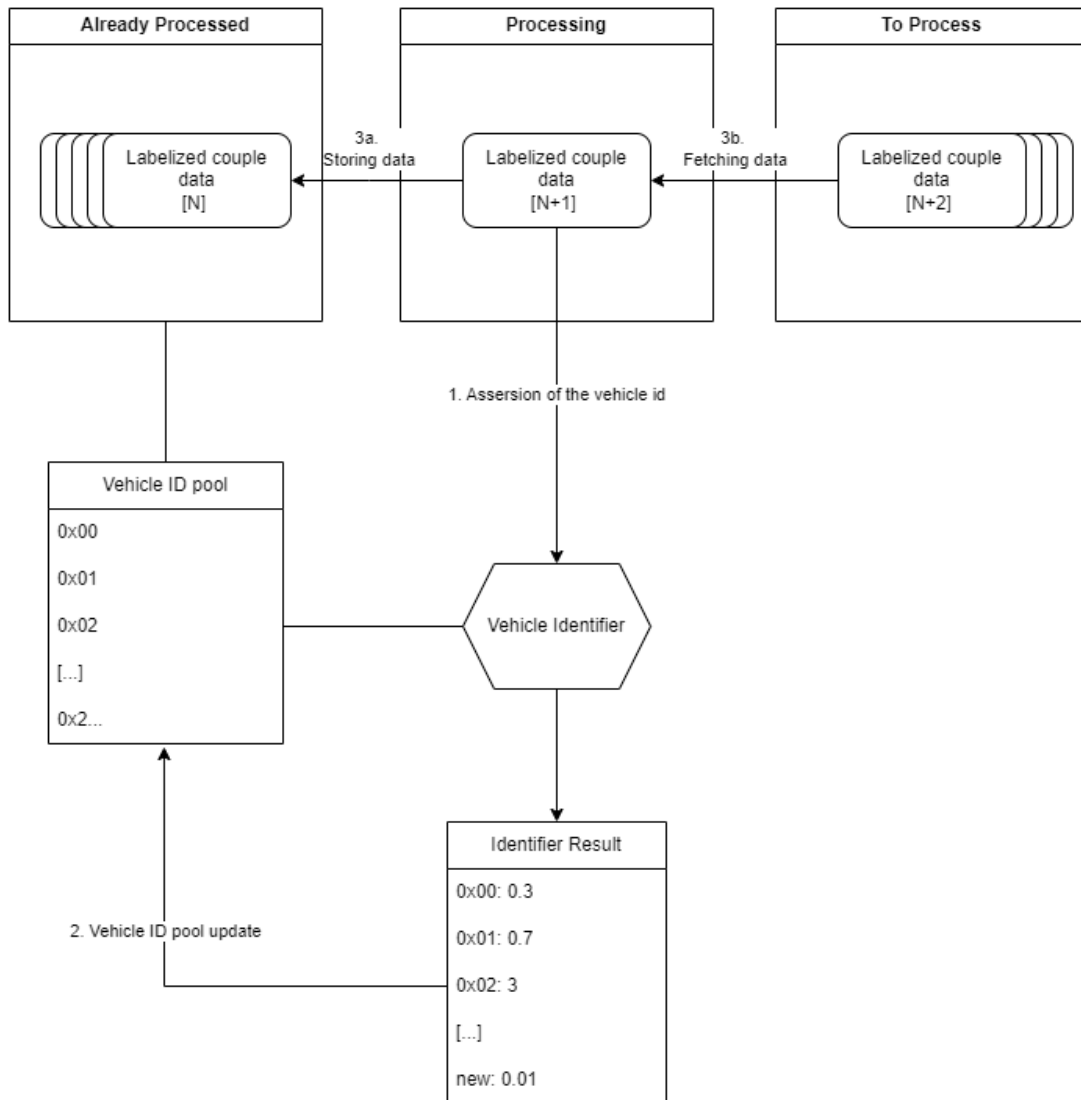 Already Processed
Processing
To Process
Labelized couple
data
[N]
3a.
Storing data
Labelized couple
data
[N+1]
3b.
Fetching data
Labelized couple
data
[N+2]
1. Assersion of the vehicle id
Vehicle ID pool
0x00
0x01
0x02
[...]
0x2...
Vehicle Identifier
Identifier Result
0x00: 0.3
0x01: 0.7
0x02: 3
[...]
new: 0.01
2. Vehicle ID pool update